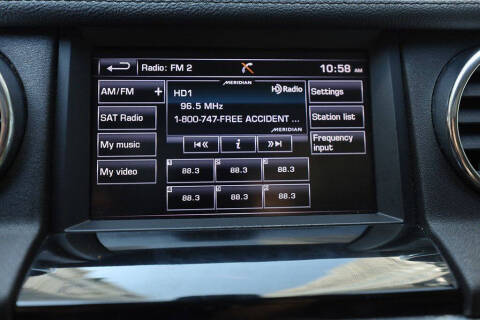 Radio: FM 2
10:58 AM
MERIDIAN
AM/FM +
HD1
HD Radio
Settings
96.5 MHz
SAT Radio
1-800-747-FREE ACCIDENT ...
Station list
MERIDIAN
My music
i
Frequency
input
My video
88.3
88.3
88.3
88.3
88.3
88.3